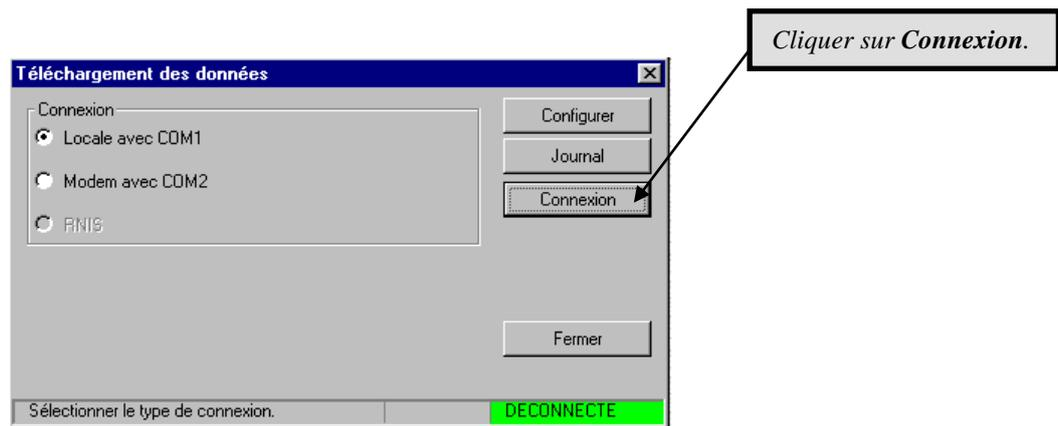 Cliquer sur Connexion.
Téléchargement des données
Connexion
Locale avec COM1
Modem avec COM2
RNIS
Configurer
Journal
Connexion
Fermer
Sélectionner le type de connexion.
DECONNECTE